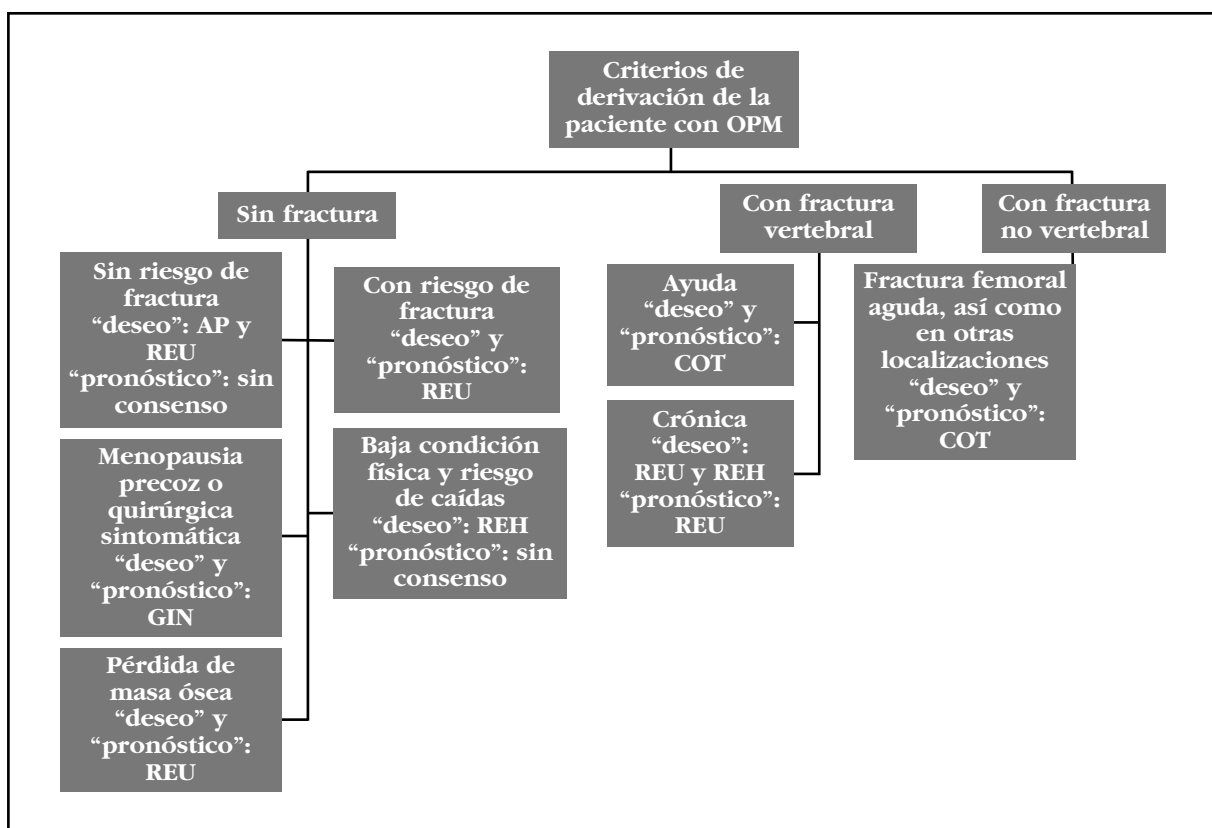 Criterios de
derivación de la
paciente con OPM
Sin fractura
Sin riesgo de
fractura
“deseo”: AP y
REU
“pronóstico”: sin
consenso
Con riesgo de
fractura
“deseo” y
“pronóstico”:
REU
Menopausia
precoz o
quirúrgica
sintomática
“deseo” y
“pronóstico”:
GIN
Baja condición
física y riesgo
de caídas
“deseo”: REH
“pronóstico”: sin
consenso
Pérdida de
masa ósea
“deseo” y
“pronóstico”:
REU
Con fractura
vertebral
Ayuda
“deseo” y
“pronóstico”:
COT
Crónica
“deseo”:
REU y REH
“pronóstico”:
REU
Con fractura
no vertebral
Fractura femoral
aguda, así como
en otras
localizaciones
“deseo” y
“pronóstico”:
COT